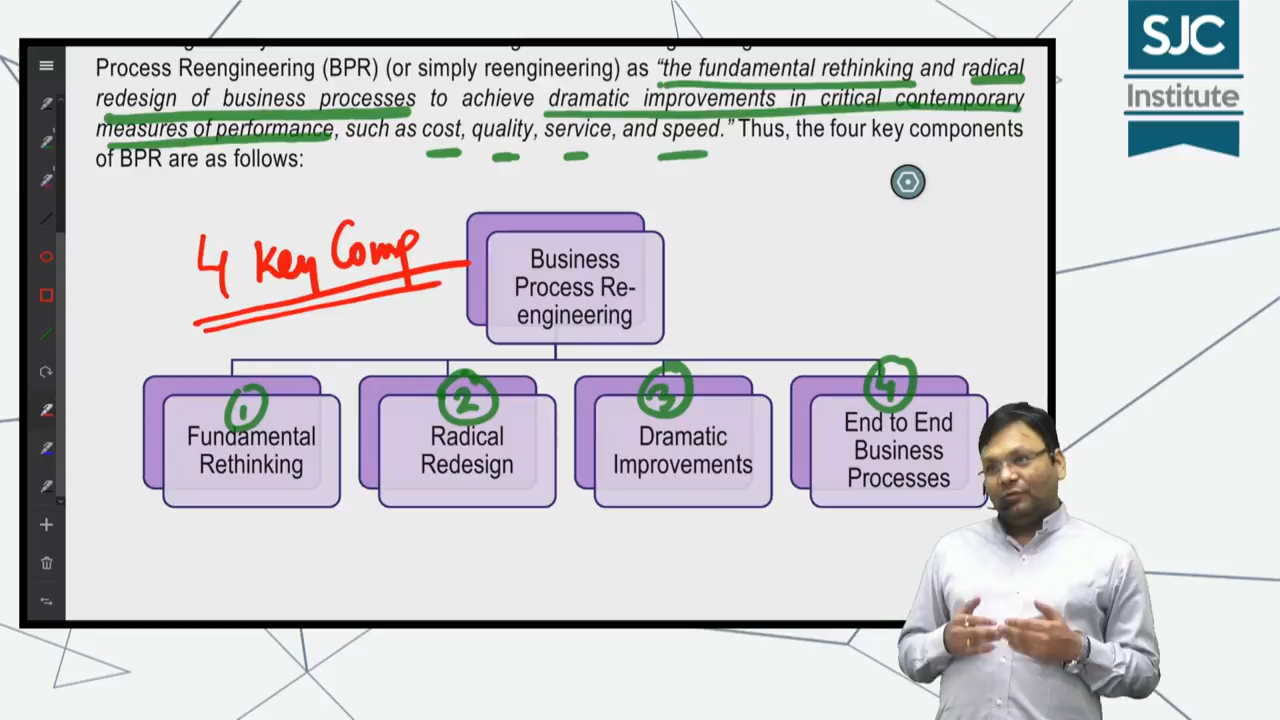 SJC
Institute
Process Reengineering (BPR) (or simply reengineering) as “the fundamental rethinking and radical
redesign of business processes to achieve dramatic improvements in critical contemporary
measures of performance, such as cost, quality, service, and speed.” Thus, the four key components
of BPR are as follows:
4 Key Comp
Business
Process Re-
engineering
1
Fundamental
Rethinking
2
Radical
Redesign
3
Dramatic
Improvements
4
End to End
Business
Processes